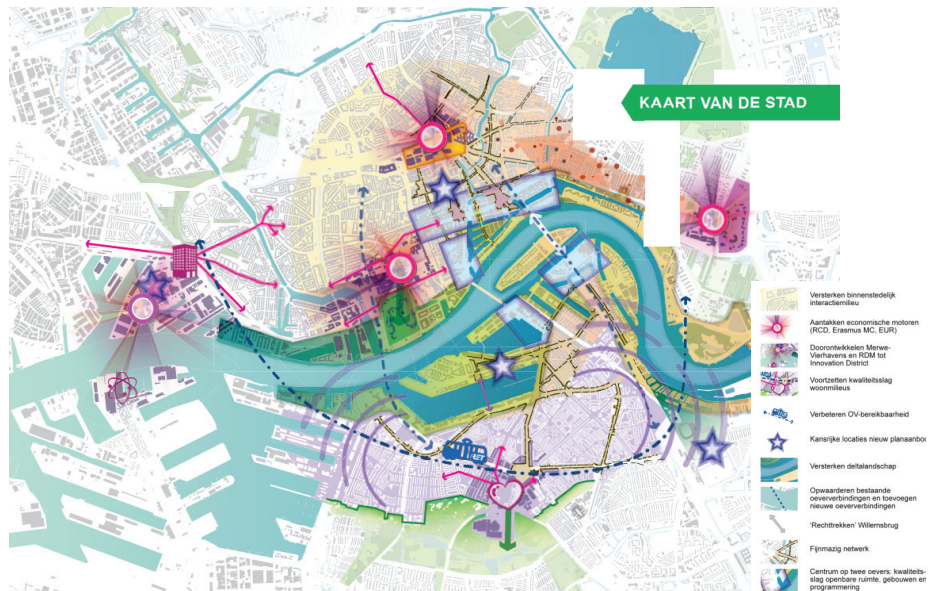 KAART VAN DE STAD
Versterken binnenstedelijk
interactiemilieu
Aantakken economische motoren
(RCD, Erasmus MC, EUR)
Doorontwikkelen Merwe-
Vierhavens en RDM tot
Innovation District
Voortzetten kwaliteitsslag
woonmilieus
Verbeteren OV-bereikbaarheid
Kansrijke locaties nieuw planaanbod
Versterken deltalandschap
Opwaarderen bestaande
oeververbindingen en toevoegen
nieuwe oeververbindingen
'Rechttrekken' Willemsbrug
Fijnmazig netwerk
Centrum op twee oevers: kwaliteits-
slag openbare ruimte, gebouwen en
programmering